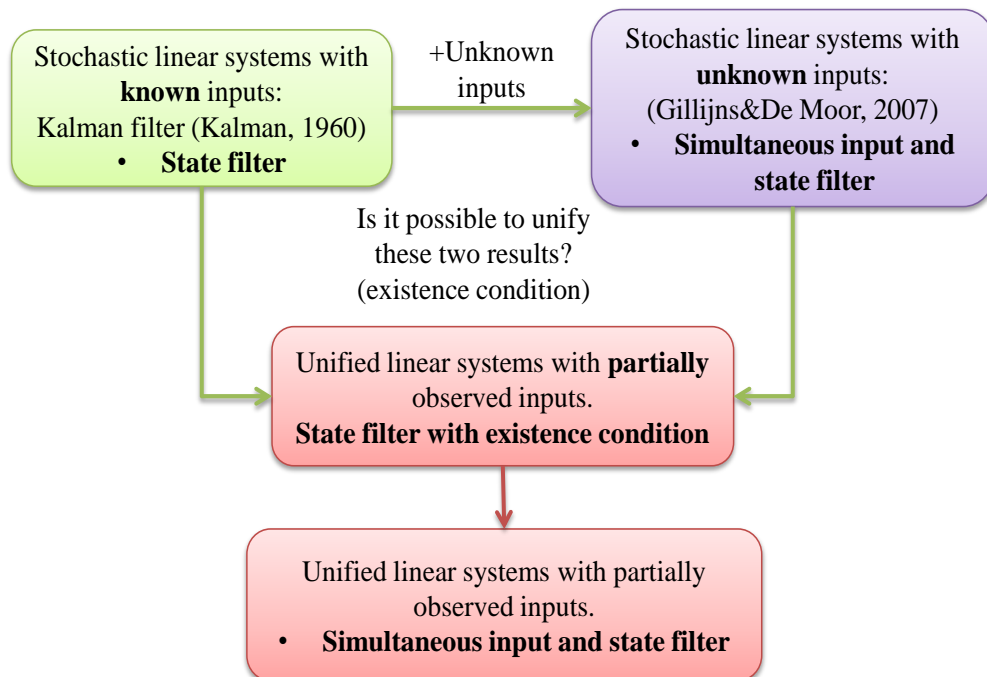 Stochastic linear systems with
known inputs:
Kalman filter (Kalman, 1960)
• State filter
+Unknown
inputs
Stochastic linear systems with
unknown inputs:
(Gillijns&De Moor, 2007)
• Simultaneous input and
state filter
Is it possible to unify
these two results?
(existence condition)
Unified linear systems with partially
observed inputs.
State filter with existence condition
Unified linear systems with partially
observed inputs.
• Simultaneous input and state filter